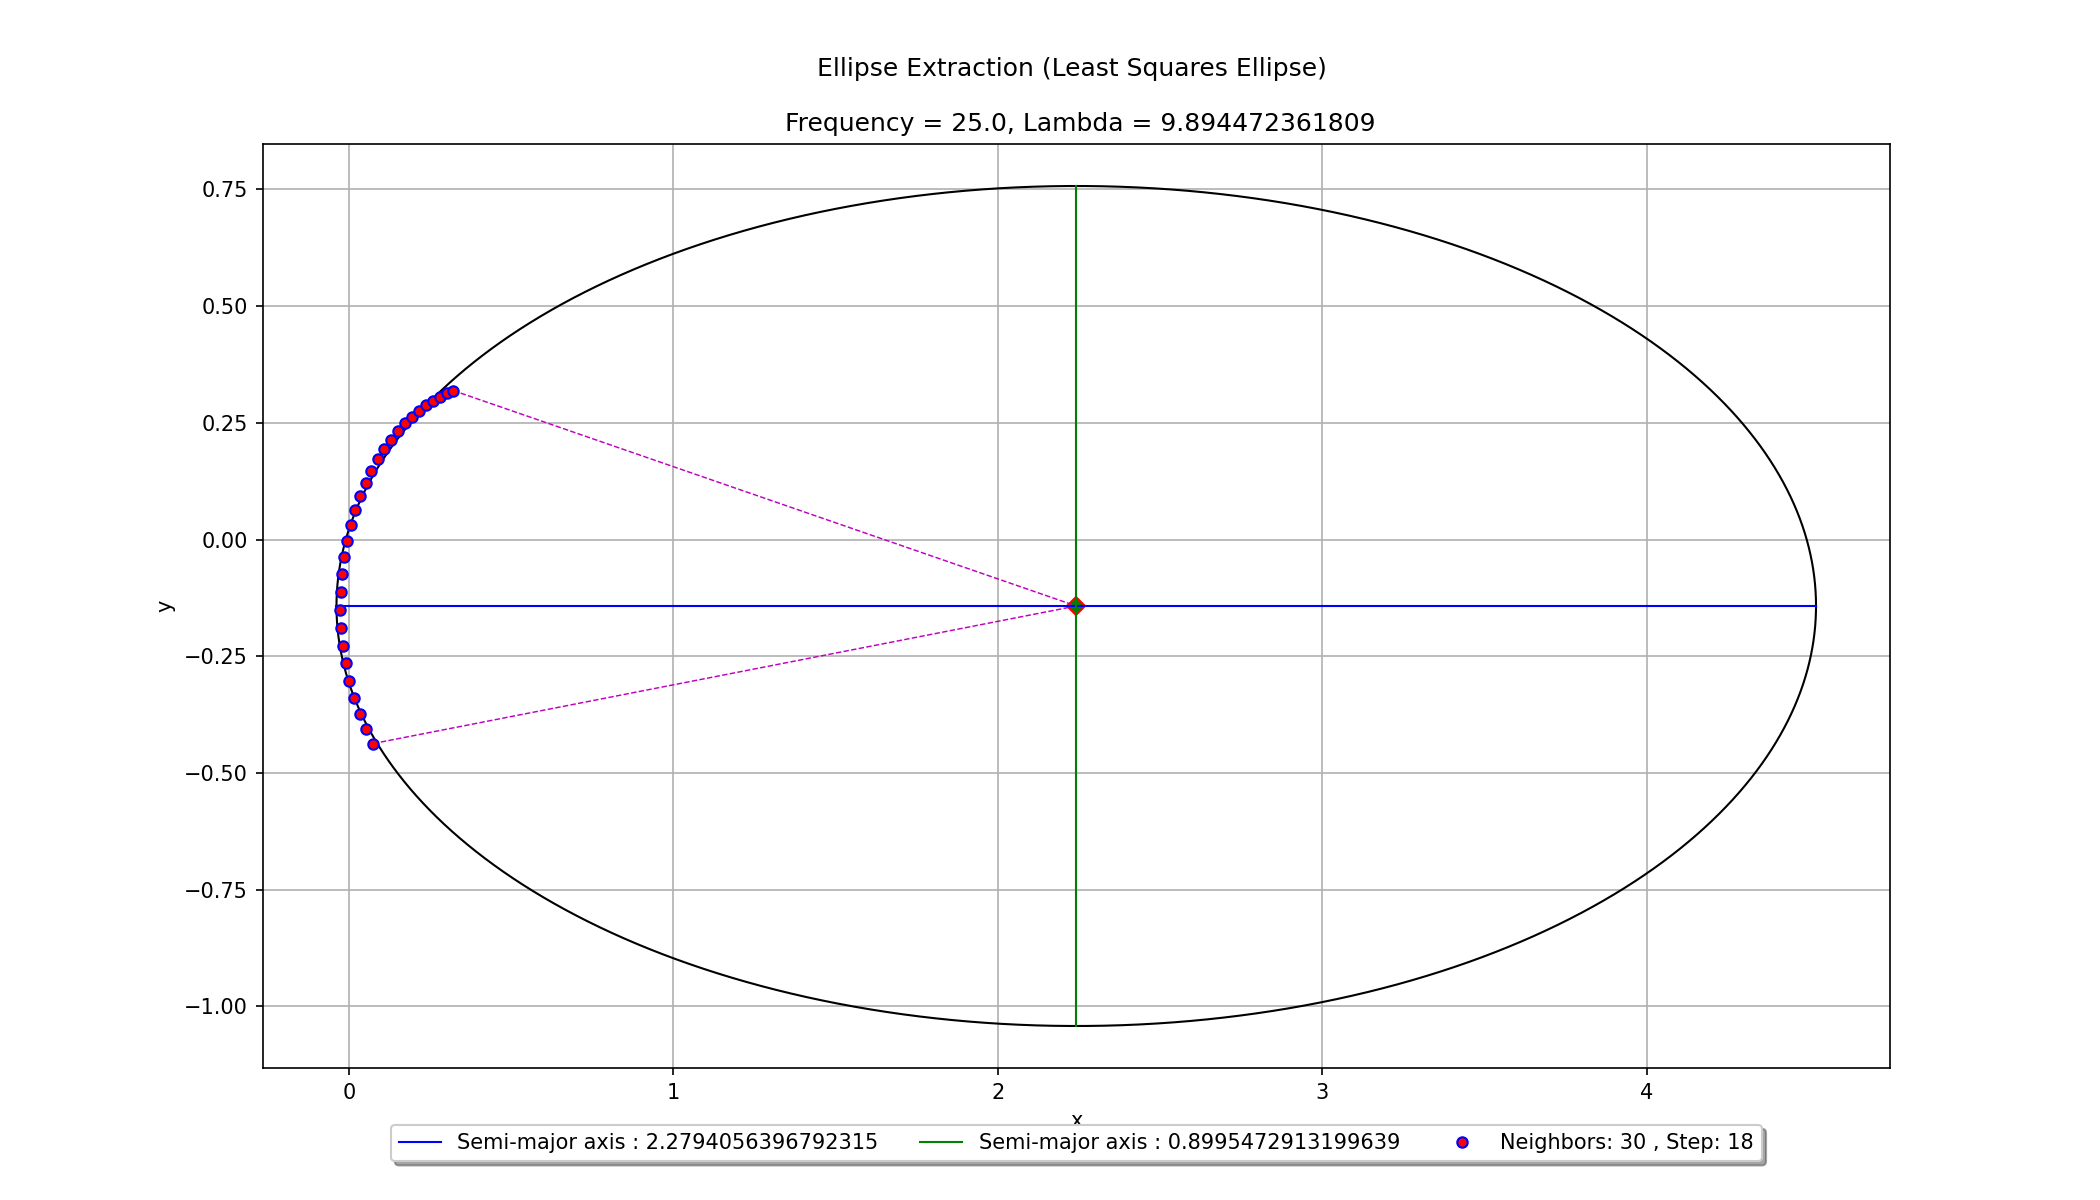 Ellipse Extraction (Least Squares Ellipse)
Frequency = 25.0, Lambda = 9.894472361809
0.75
0.50
0.25
0.00
−0.25
−0.50
−0.75
−1.00
y
0 1 2 3 4
x
Semi-major axis : 2.2794056396792315 Semi-major axis : 0.8995472913199639 Neighbors: 30 , Step: 18